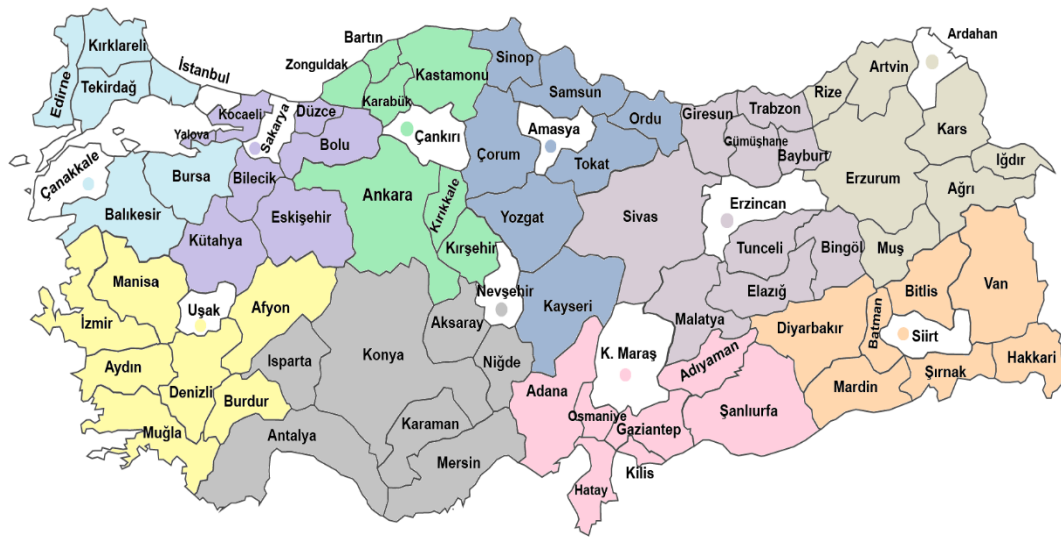 Kırklareli
Edirne
Tekirdağ
İstanbul
Kocaeli
Yalova
Sakarya
Düzce
Bolu
Zonguldak
Bartın
Karabük
Kastamonu
Çankırı
Sinop
Samsun
Amasya
Ordu
Çorum
Tokat
Giresun
Trabzon
Gümüşhane
Bayburt
Rize
Artvin
Ardahan
Kars
Iğdır
Ağrı
Erzurum
Çanakkale
Bursa
Balıkesir
Bilecik
Eskişehir
Kütahya
Ankara
Kırıkkale
Kırşehir
Yozgat
Sivas
Erzincan
Tunceli
Bingöl
Muş
Elazığ
Malatya
Bitlis
Van
Manisa
Uşak
Afyon
İzmir
Aydın
Denizli
Burdur
Muğla
Isparta
Konya
Aksaray
Nevşehir
Niğde
Kayseri
Antalya
Karaman
Mersin
Adana
K. Maraş
Osmaniye
Gaziantep
Kilis
Hatay
Adıyaman
Şanlıurfa
Diyarbakır
Batman
Siirt
Mardin
Şırnak
Hakkari